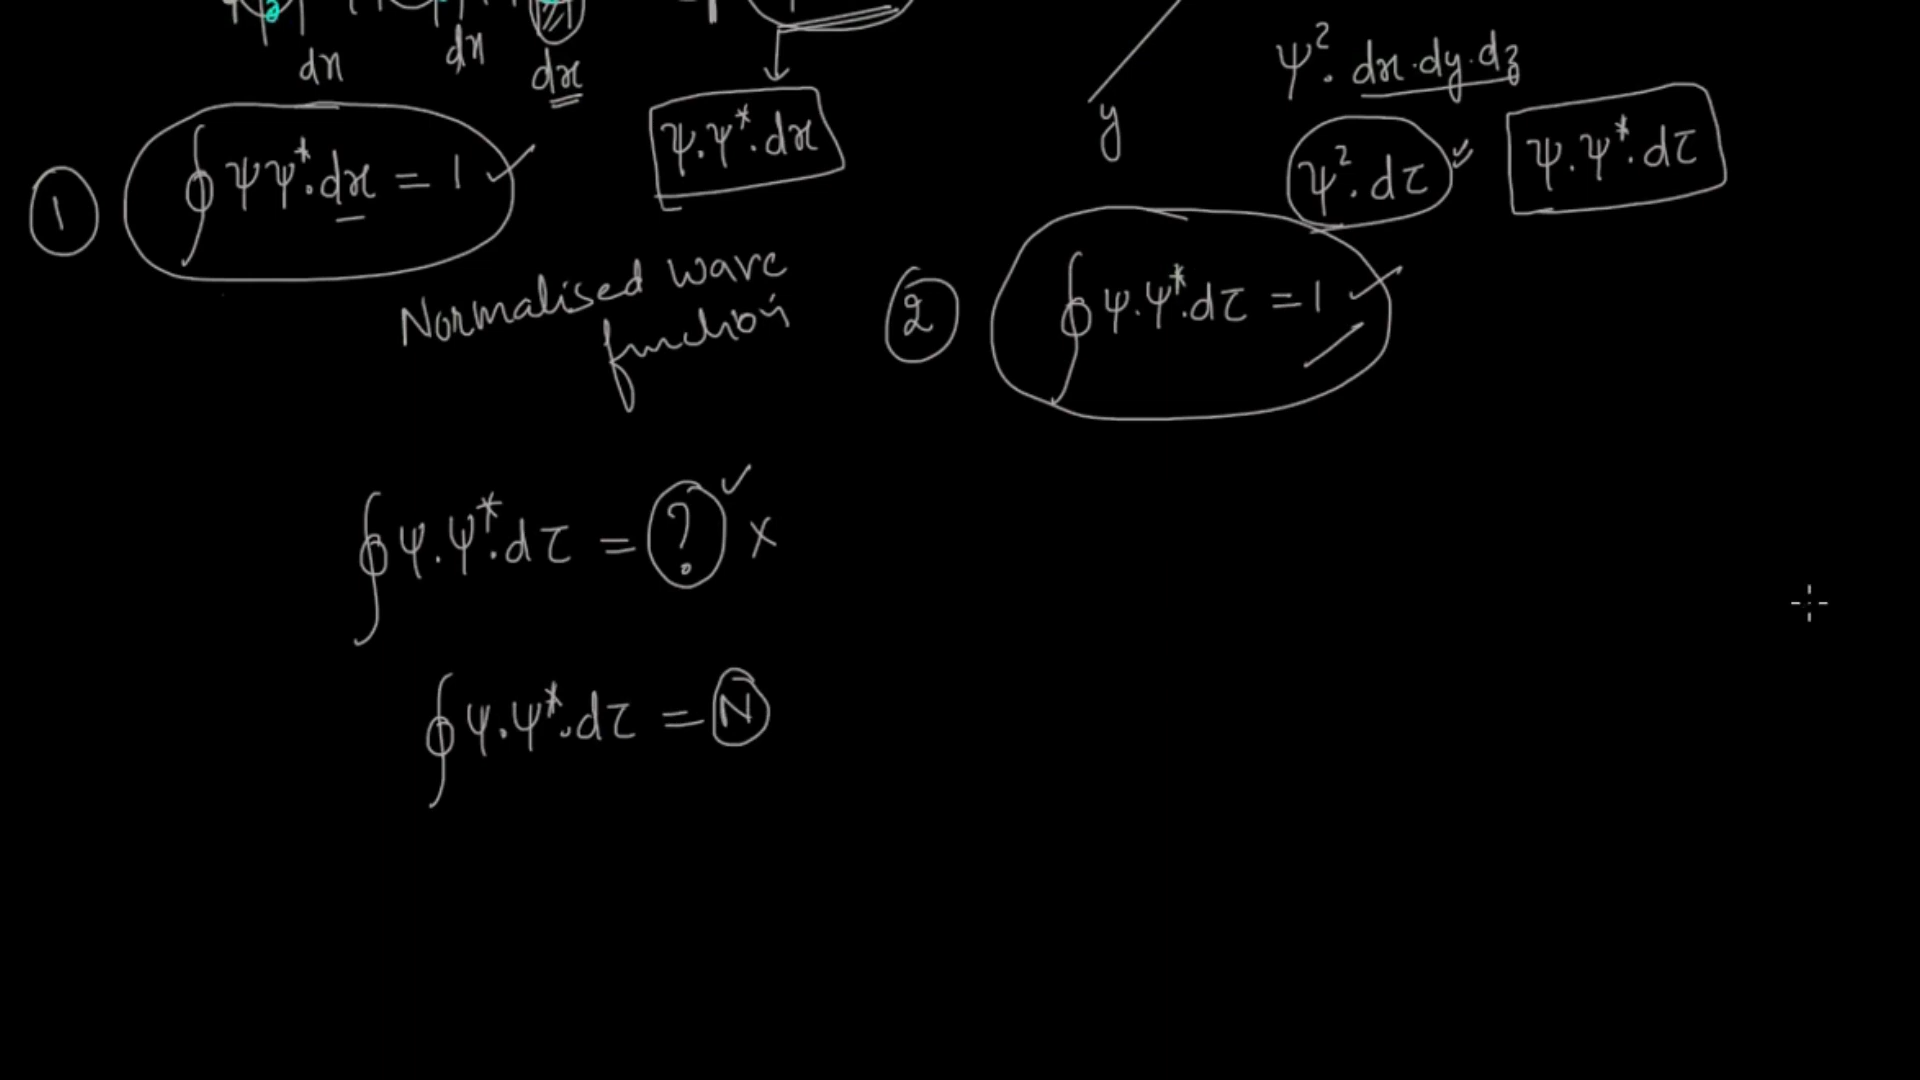 dx dx dx
ψ².dx.dy.dz
y
ψ.ψ*.dx
① ∮ψψ*.dx = 1 ✓
ψ².dτ ✓ ψ.ψ*.dτ
Normalised wave
function
② ∮ψ.ψ*.dτ = 1 ✓
∮ψ.ψ*.dτ = ? ✓ x
∮ψ.ψ*.dτ = N